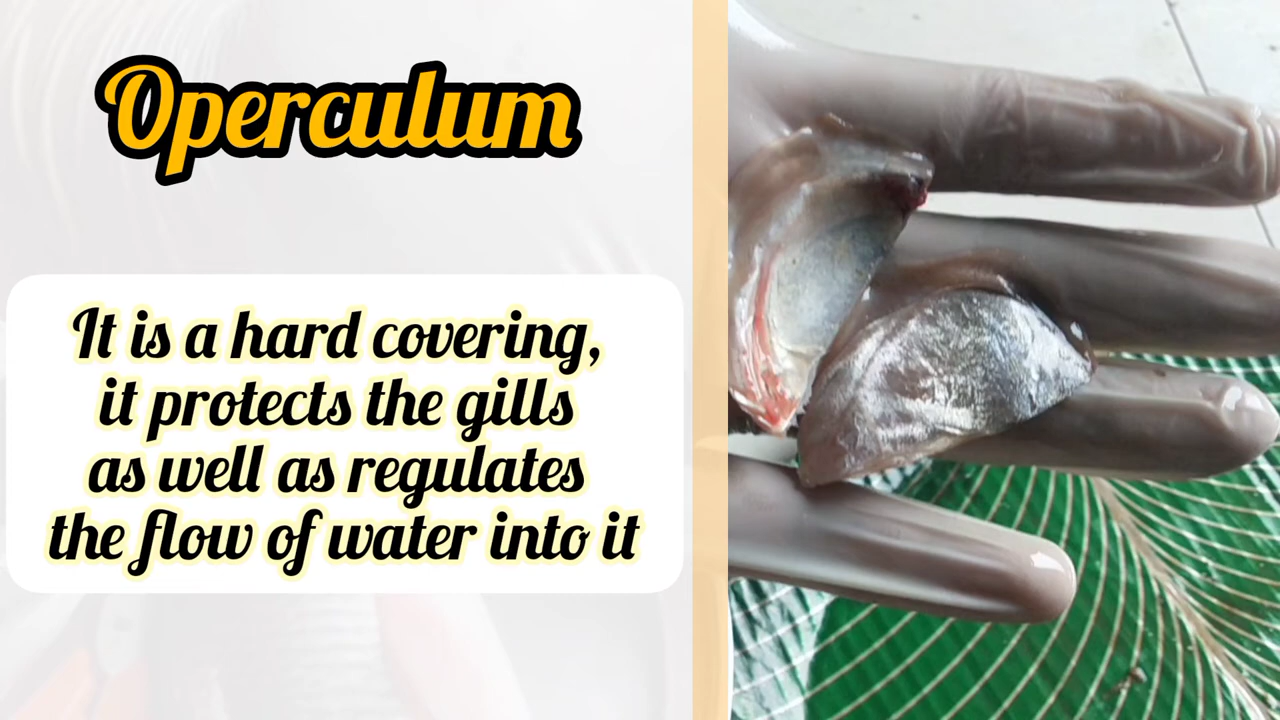 Operculum
It is a hard covering,
it protects the gills
as well as regulates
the flow of water into it